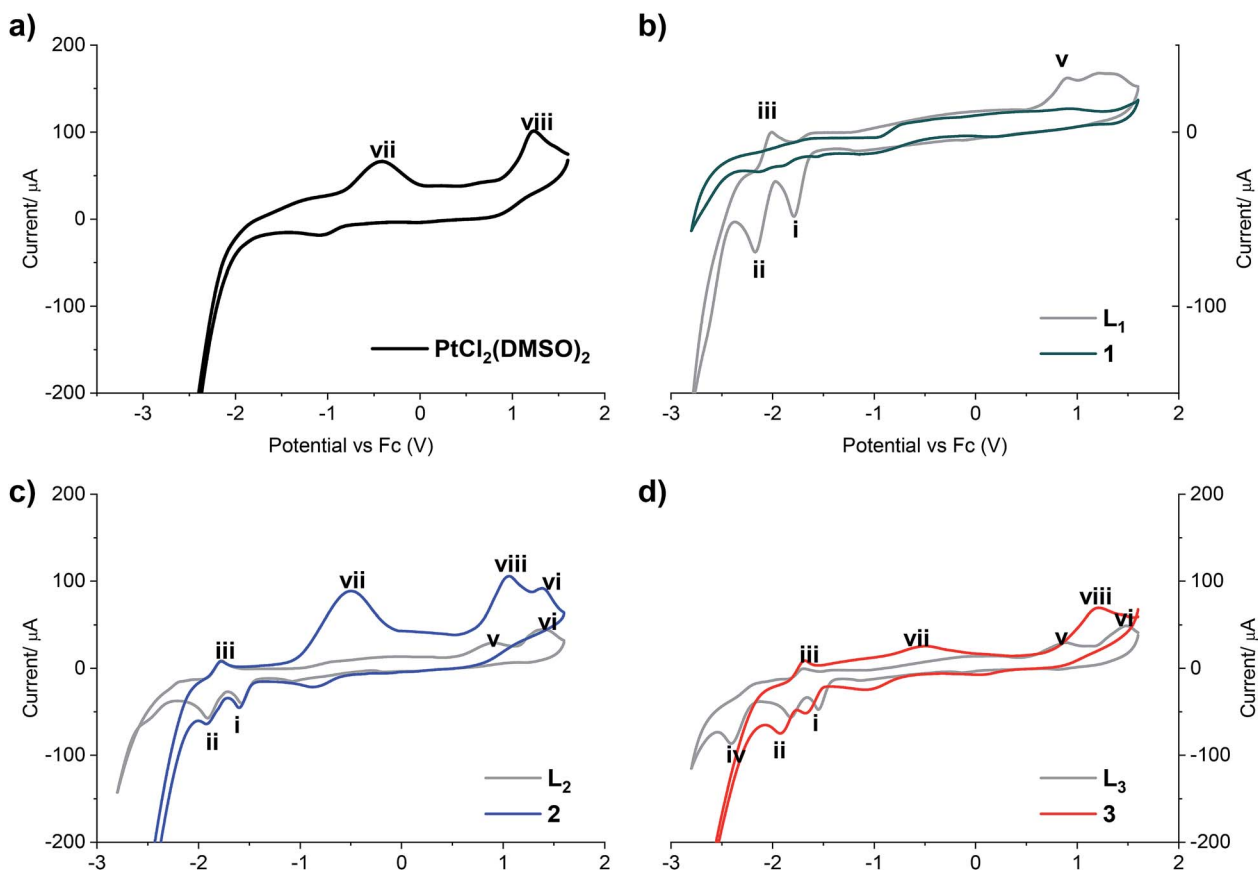 a)
200
100
0
-100
-200
Current/ μA
vii
viii
PtCl₂(DMSO)₂
-3 -2 -1 0 1 2
Potential vs Fc (V)
b)
v
iii
i
ii
0
-100
Current/ μA
L₁
1
-3 -2 -1 0 1 2
Potential vs Fc (V)
c)
200
100
0
-100
-200
Current/ μA
vii
viii
vi
iii
v
vi
i
ii
L₂
2
-3 -2 -1 0 1 2
d)
viii
vi
iii
vii
v
i
ii
iv
200
100
0
-100
-200
Current/ μA
L₃
3
-3 -2 -1 0 1 2